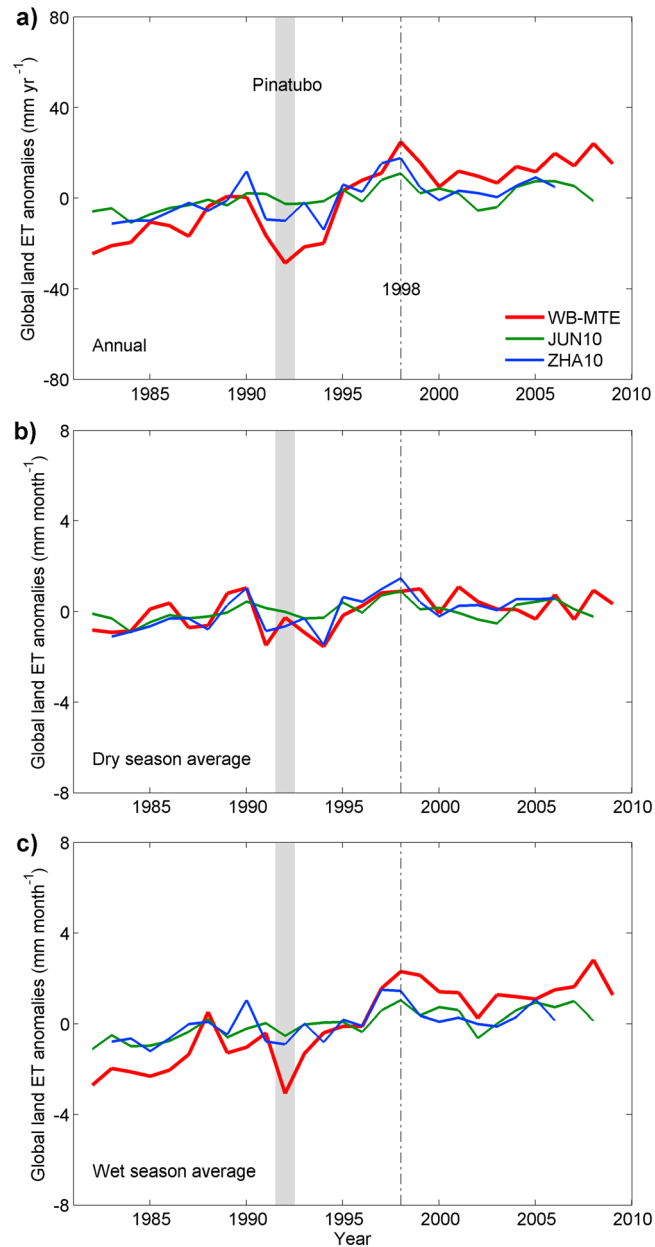 a)
Global land ET anomalies (mm yr⁻¹)
80
40
0
-40
-80
Pinatubo
1998
WB-MTE
JUN10
ZHA10
Annual
1985 1990 1995 2000 2005 2010
b)
Global land ET anomalies (mm month⁻¹)
8
4
0
-4
-8
Dry season average
1985 1990 1995 2000 2005 2010
c)
Global land ET anomalies (mm month⁻¹)
8
4
0
-4
-8
Wet season average
1985 1990 1995 2000 2005 2010
Year